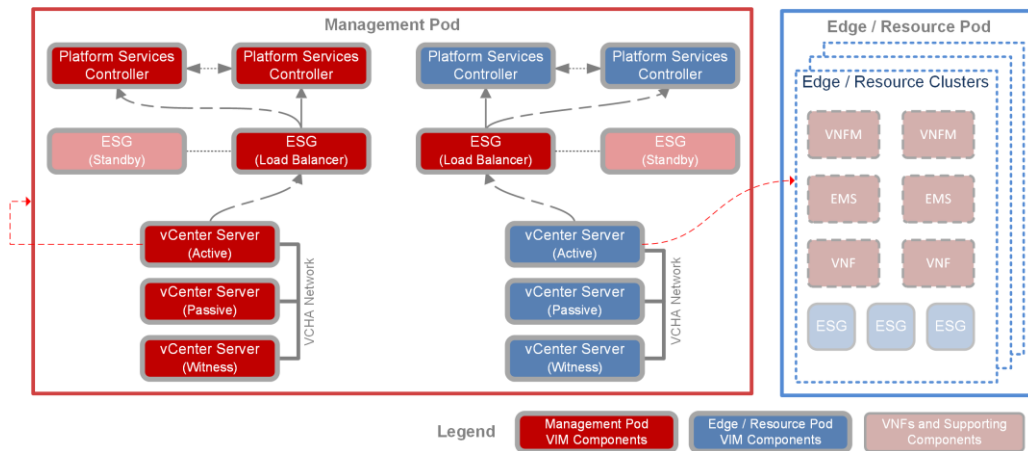 Management Pod
Platform Services
Controller
Platform Services
Controller
Platform Services
Controller
Platform Services
Controller
ESG
(Standby)
ESG
(Load Balancer)
ESG
(Load Balancer)
ESG
(Standby)
vCenter Server
(Active)
vCenter Server
(Passive)
vCenter Server
(Witness)
VCHA Network
vCenter Server
(Active)
vCenter Server
(Passive)
vCenter Server
(Witness)
VCHA Network
Edge / Resource Pod
Edge / Resource Clusters
VNFM
VNFM
EMS
EMS
VNF
VNF
ESG
ESG
ESG
Legend
Management Pod
VIM Components
Edge / Resource Pod
VIM Components
VNFs and Supporting
Components